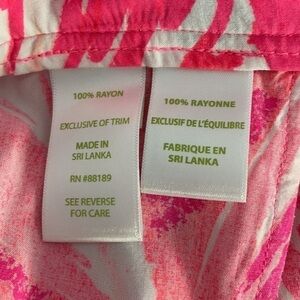 100% RAYON
EXCLUSIVE OF TRIM
MADE IN
SRI LANKA
RN #88189
SEE REVERSE
FOR CARE
100% RAYONNE
EXCLUSIF DE L'ÉQUILIBRE
FABRIQUE EN
SRI LANKA